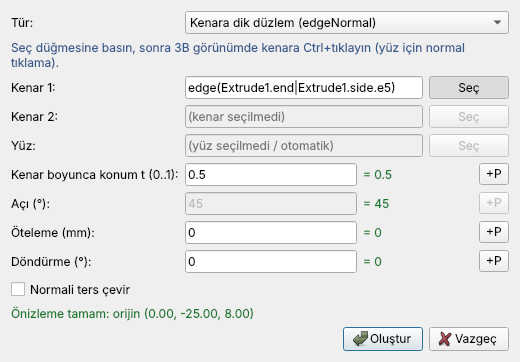 Tür: Kenara dik düzlem (edgeNormal)
Seç düğmesine basın, sonra 3B görünümde kenara Ctrl+tıklayın (yüz için normal
tıklama).
Kenar 1: edge(Extrude1.end|Extrude1.side.e5) Seç
Kenar 2: (kenar seçilmedi) Seç
Yüz: (yüz seçilmedi / otomatik) Seç
Kenar boyunca konum t (0..1): 0.5 = 0.5 +P
Açı (°): 45 = 45 +P
Öteleme (mm): 0 = 0 +P
Döndürme (°): 0 = 0 +P
Normali ters çevir
Önizleme tamam: orijin (0.00, -25.00, 8.00)
Oluştur Vazgeç